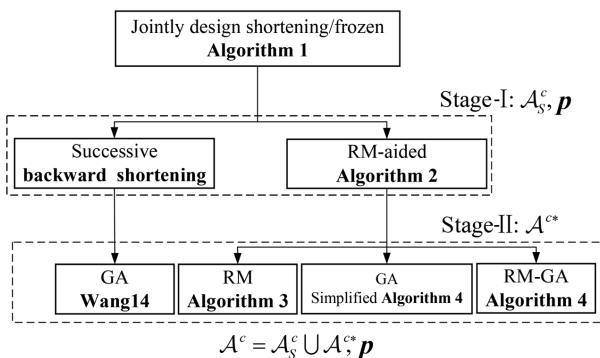 Jointly design shortening/frozen
Algorithm 1
Stage-I: 𝒜_S^c, p
Successive
backward shortening
RM-aided
Algorithm 2
Stage-II: 𝒜^{c*}
GA
Wang14
RM
Algorithm 3
GA
Simplified Algorithm 4
RM-GA
Algorithm 4
𝒜^c = 𝒜_S^c ⋃ 𝒜^{c*}, p